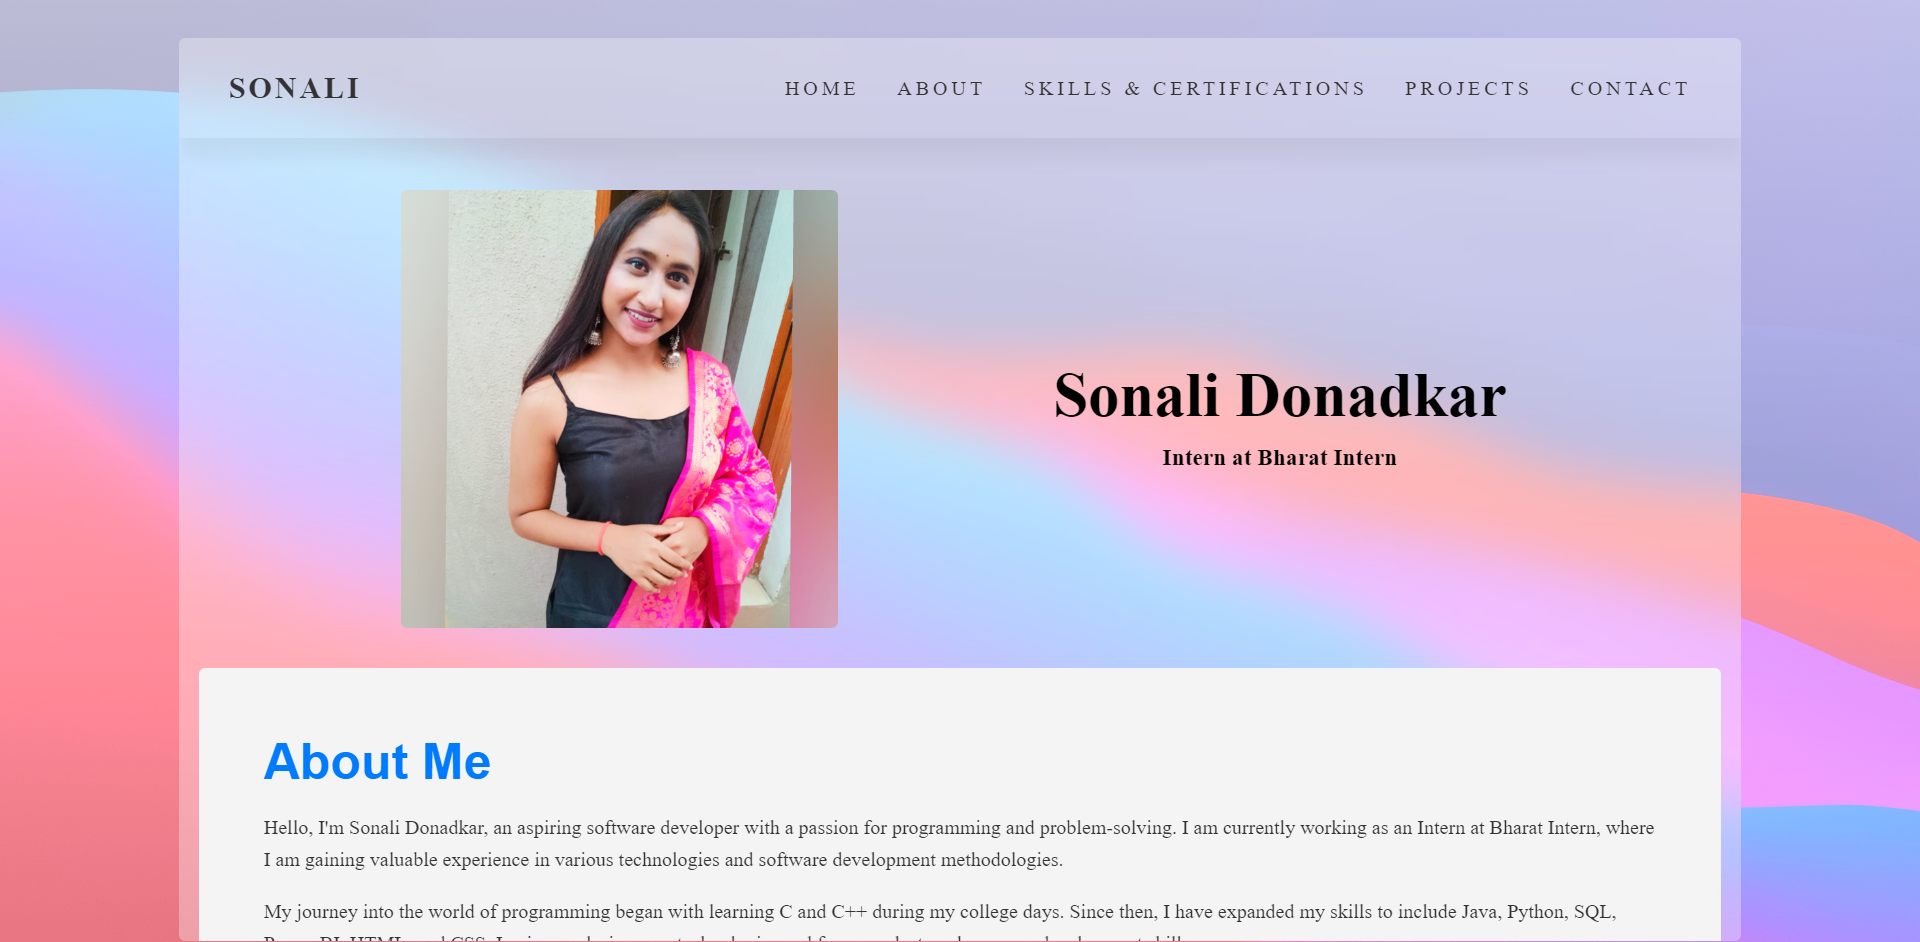 SONALI
HOME ABOUT SKILLS & CERTIFICATIONS PROJECTS CONTACT
Sonali Donadkar
Intern at Bharat Intern
About Me
Hello, I'm Sonali Donadkar, an aspiring software developer with a passion for programming and problem-solving. I am currently working as an Intern at Bharat Intern, where
I am gaining valuable experience in various technologies and software development methodologies.
My journey into the world of programming began with learning C and C++ during my college days. Since then, I have expanded my skills to include Java, Python, SQL,